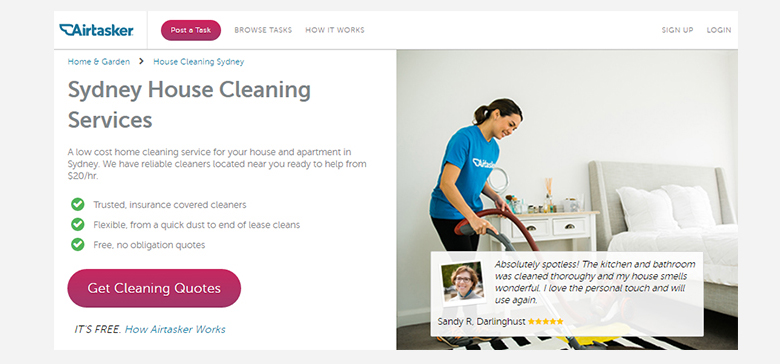 Airtasker
Post a Task
BROWSE TASKS
HOW IT WORKS
SIGN UP
LOGIN
Home & Garden > House Cleaning Sydney
Sydney House Cleaning
Services
A low cost home cleaning service for your house and apartment in
Sydney. We have reliable cleaners located near you ready to help from
$20/hr.
Trusted, insurance covered cleaners
Flexible, from a quick dust to end of lease cleans
Free, no obligation quotes
Get Cleaning Quotes
IT'S FREE. How Airtasker Works
Airtasker
Absolutely spotless! The kitchen and bathroom
was cleaned thoroughy and my house smells
wonderful. I love the personal touch and will
use again.
Sandy R, Darlinghust